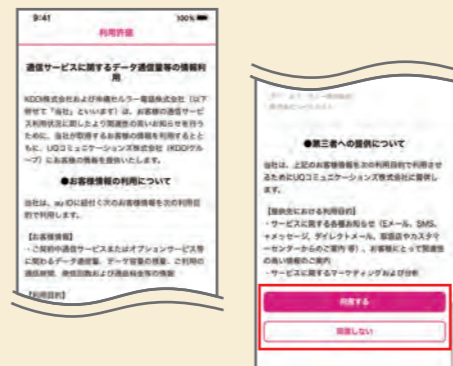 9:41
100%
利用許諾
通信サービスに関するデータ通信量等の情報利
用
KDDI株式会社および沖縄セルラー電話株式会社（以下
併せて「当社」といいます）は、お客様の通信サービ
ス利用状況に即したより関連性の高いお知らせを行う
ために、当社が取得するお客様の情報を利用するとと
もに、UQコミュニケーションズ株式会社（KDDIグル
ープ）にお客様の情報を提供いたします。
●お客様情報の利用について
当社は、au IDに紐付く次のお客様情報を次の利用目
的で利用します。
【お客様情報】
・ご契約中通信サービスまたはオプションサービス等
に関わるデータ通信量、データ容量の残量、ご利用の
通信時間、発信回数および通信料金等の情報
【利用目的】
●第三者への提供について
当社は、上記のお客様情報を次の利用目的で利用させ
るためにUQコミュニケーションズ株式会社に提供し
ます。
【提供先における利用目的】
・サービスに関する各種お知らせ（Eメール、SMS、
+メッセージ、ダイレクトメール、取扱店やカスタマ
ーセンターからのご案内 等）、お客様にとって関連性
の高い情報のご案内
・サービスに関するマーケティングおよび分析
同意する
同意しない